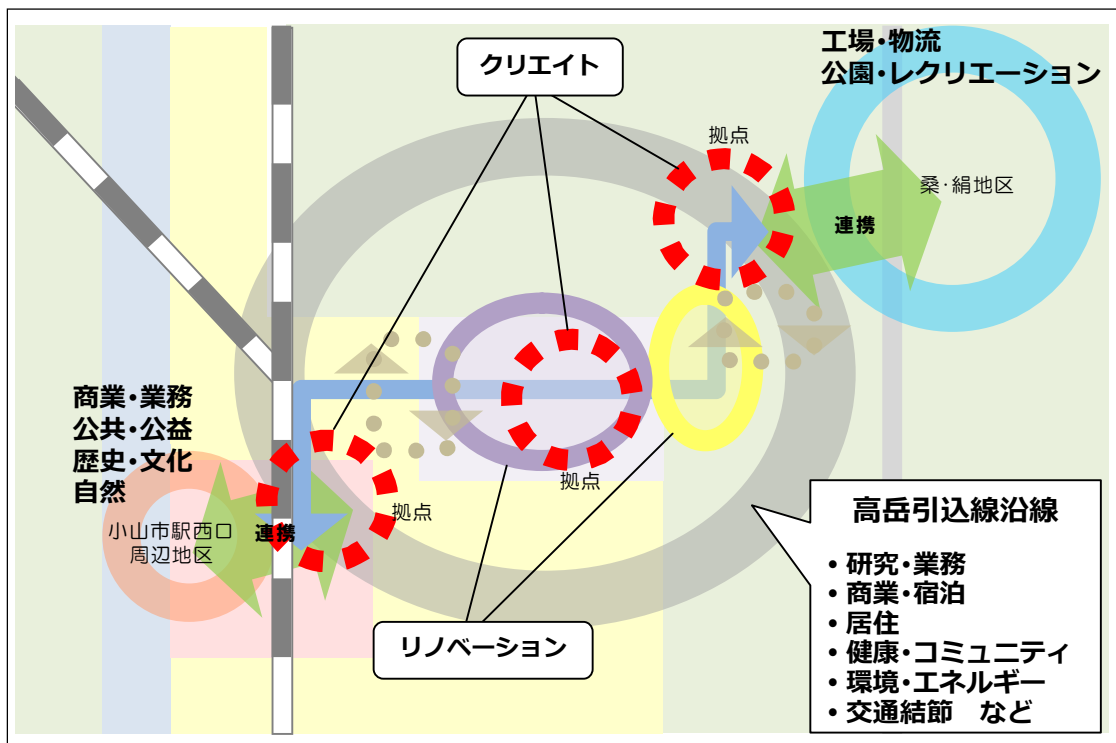 クリエイト
工場・物流
公園・レクリエーション
拠点
桑・絹地区
連携
商業・業務
公共・公益
歴史・文化
自然
小山市駅西口
周辺地区
連携
拠点
拠点
リノベーション
高岳引込線沿線
・研究・業務
・商業・宿泊
・居住
・健康・コミュニティ
・環境・エネルギー
・交通結節　など